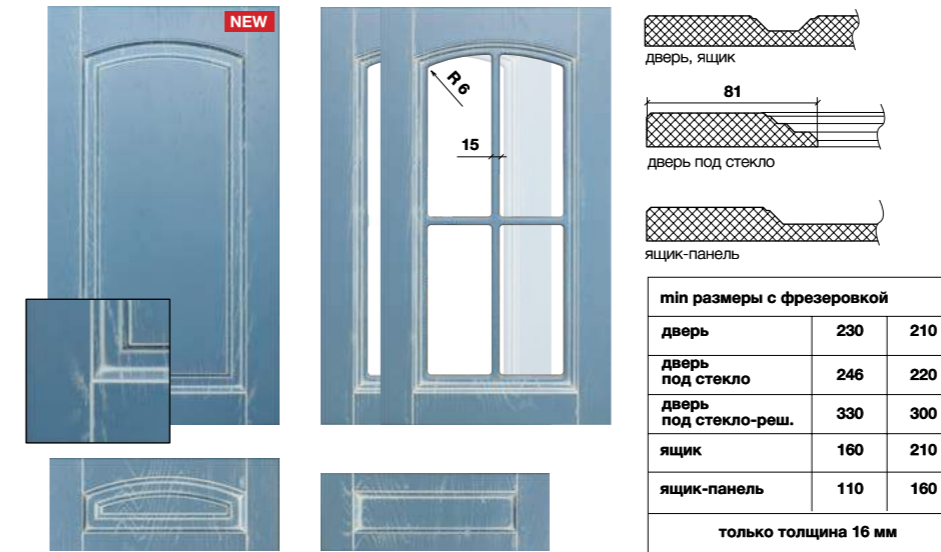 NEW
R 6
15
дверь, ящик
81
дверь под стекло
ящик-панель
min размеры с фрезеровкой
дверь 230 210
дверь
под стекло 246 220
дверь
под стекло-реш. 330 300
ящик 160 210
ящик-панель 110 160
только толщина 16 мм